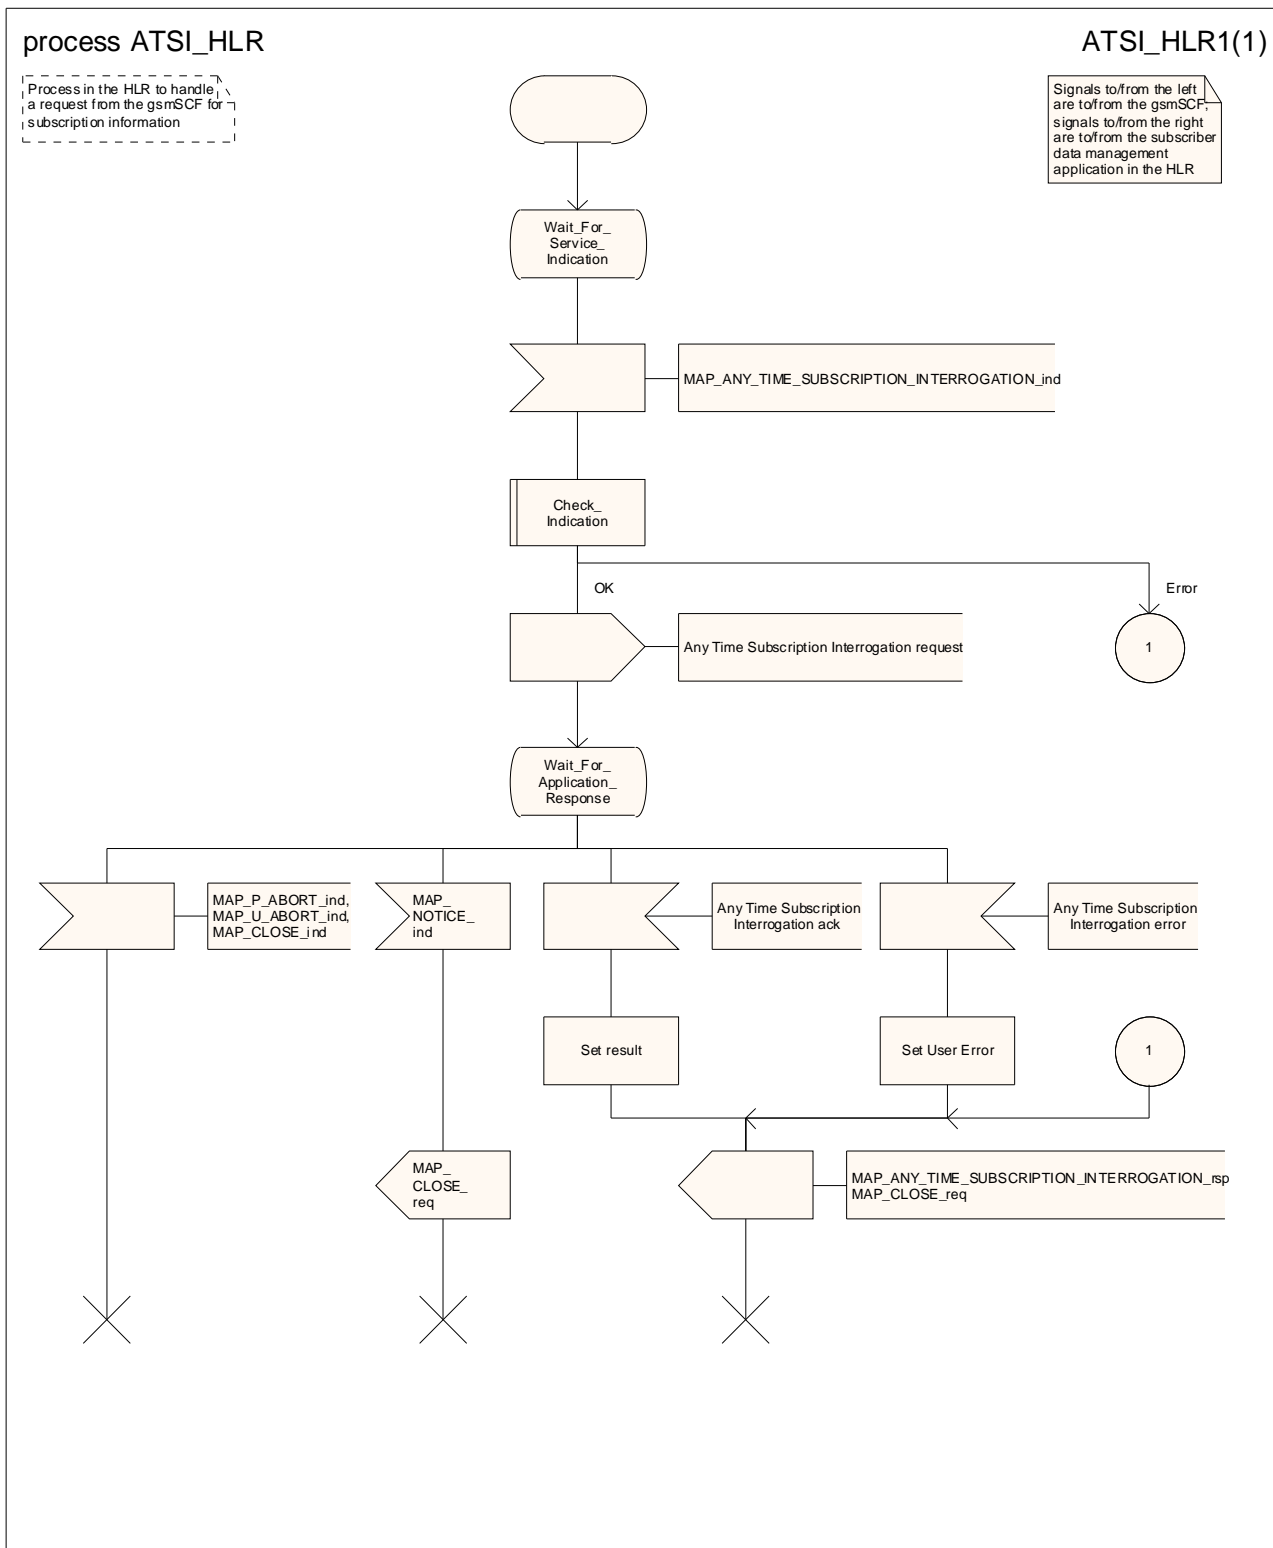 process ATSI_HLR
ATSI_HLR1(1)
Process in the HLR to handle
a request from the gsmSCF for
subscription information
Signals to/from the left
are to/from the gsmSCF;
signals to/from the right
are to/from the subscriber
data management
application in the HLR
Wait_For_
Service_
Indication
MAP_ANY_TIME_SUBSCRIPTION_INTERROGATION_ind
Check_
Indication
OK
Error
Any Time Subscription Interrogation request
1
Wait_For_
Application_
Response
MAP_P_ABORT_ind,
MAP_U_ABORT_ind,
MAP_CLOSE_ind
MAP_
NOTICE_
ind
Any Time Subscription
Interrogation ack
Any Time Subscription
Interrogation error
Set result
Set User Error
1
MAP_
CLOSE_
req
MAP_ANY_TIME_SUBSCRIPTION_INTERROGATION_rsp
MAP_CLOSE_req